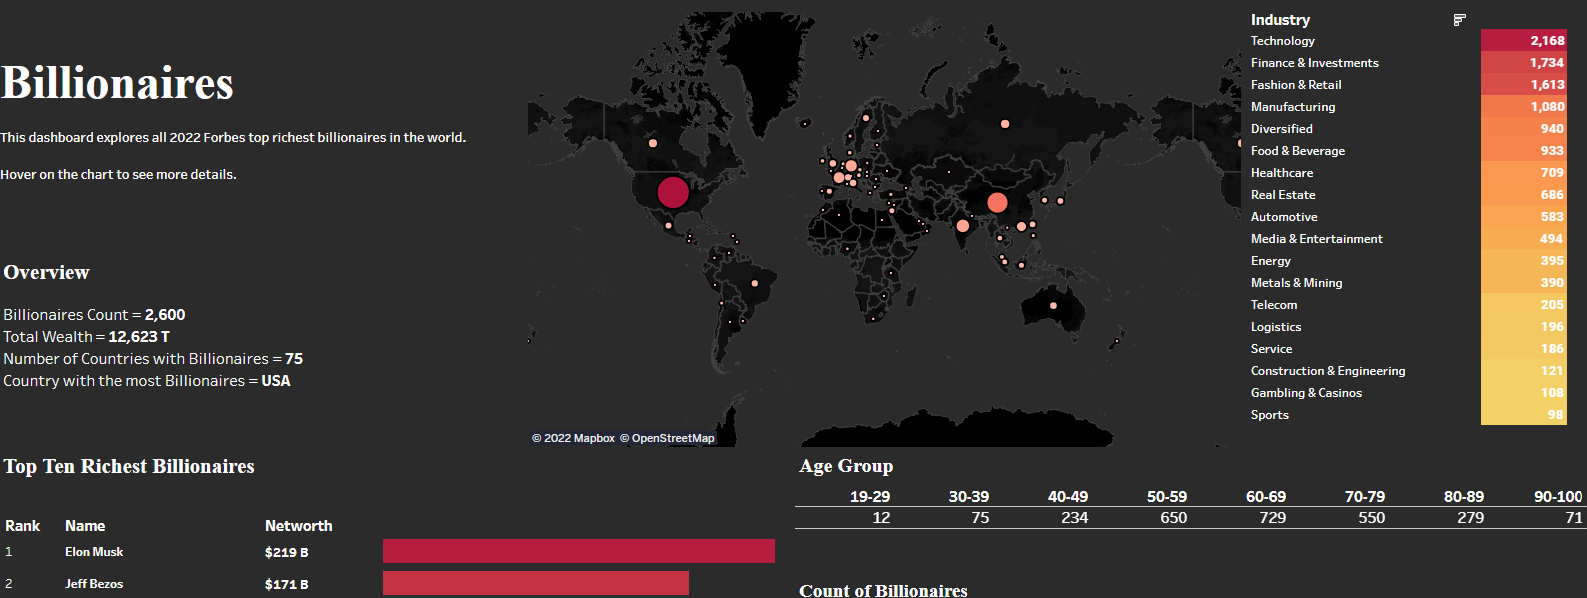 Billionaires
This dashboard explores all 2022 Forbes top richest billionaires in the world.
Hover on the chart to see more details.
Overview
Billionaires Count = 2,600
Total Wealth = 12,623 T
Number of Countries with Billionaires = 75
Country with the most Billionaires = USA
© 2022 Mapbox © OpenStreetMap
Industry
Technology 2,168
Finance & Investments 1,734
Fashion & Retail 1,613
Manufacturing 1,080
Diversified 940
Food & Beverage 933
Healthcare 709
Real Estate 686
Automotive 583
Media & Entertainment 494
Energy 395
Metals & Mining 390
Telecom 205
Logistics 196
Service 186
Construction & Engineering 121
Gambling & Casinos 108
Sports 98
Top Ten Richest Billionaires
Rank Name Networth
1 Elon Musk $219 B
2 Jeff Bezos $171 B
Age Group
19-29 30-39 40-49 50-59 60-69 70-79 80-89 90-100
12 75 234 650 729 550 279 71
Count of Billionaires